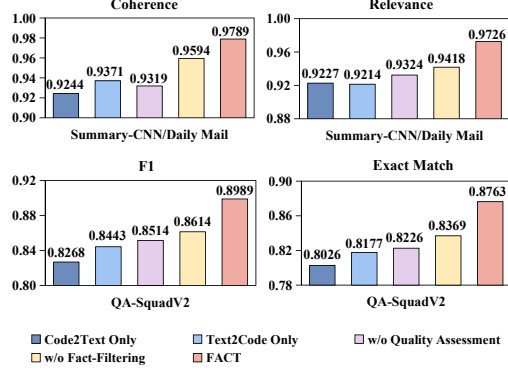 Coherence
1.00
0.98
0.96
0.94
0.92
0.90
0.9244
0.9371
0.9319
0.9594
0.9789
Summary-CNN/Daily Mail
Relevance
1.00
0.96
0.92
0.88
0.9227
0.9214
0.9324
0.9418
0.9726
Summary-CNN/Daily Mail
F1
0.92
0.88
0.84
0.80
0.8268
0.8443
0.8514
0.8614
0.8989
QA-SquadV2
Exact Match
0.90
0.86
0.82
0.78
0.8026
0.8177
0.8226
0.8369
0.8763
QA-SquadV2
Code2Text Only
Text2Code Only
w/o Quality Assessment
w/o Fact-Filtering
FACT